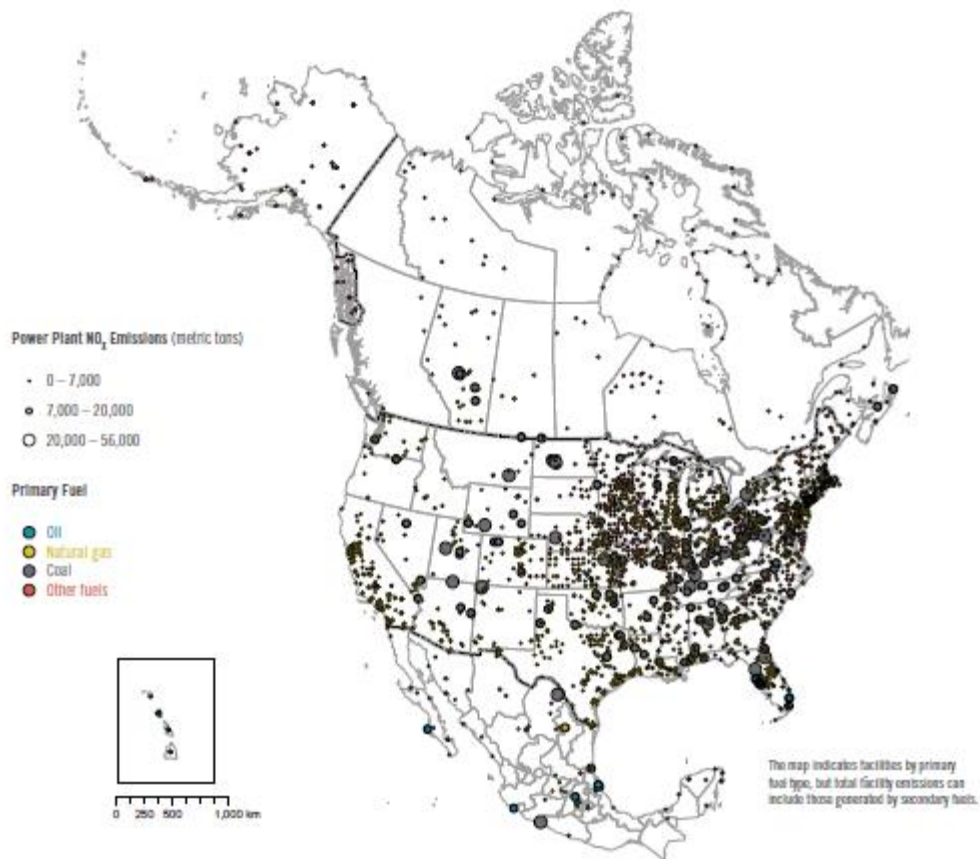 Power Plant NOₓ Emissions (metric tons)
0 – 7,000
7,000 – 20,000
20,000 – 56,000
Primary Fuel
Oil
Natural gas
Coal
Other fuels
0 250 500 1,000 km
The map indicates facilities by primary
fuel type, but total facility emissions can
include those generated by secondary fuels.